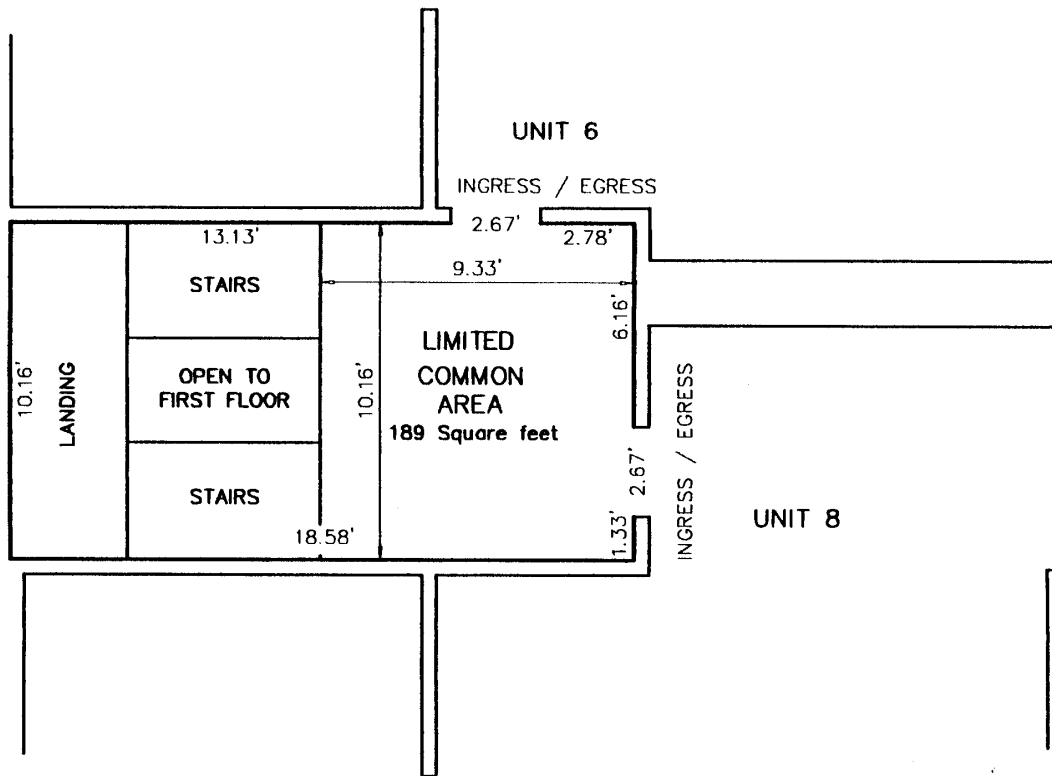 UNIT 6
INGRESS / EGRESS
13.13'
2.67'
2.78'
STAIRS
9.33'
6.16'
LIMITED
COMMON
AREA
189 Square feet
OPEN TO
FIRST FLOOR
10.16'
LANDING
10.16'
STAIRS
18.58'
1.33'
2.67'
INGRESS / EGRESS
UNIT 8